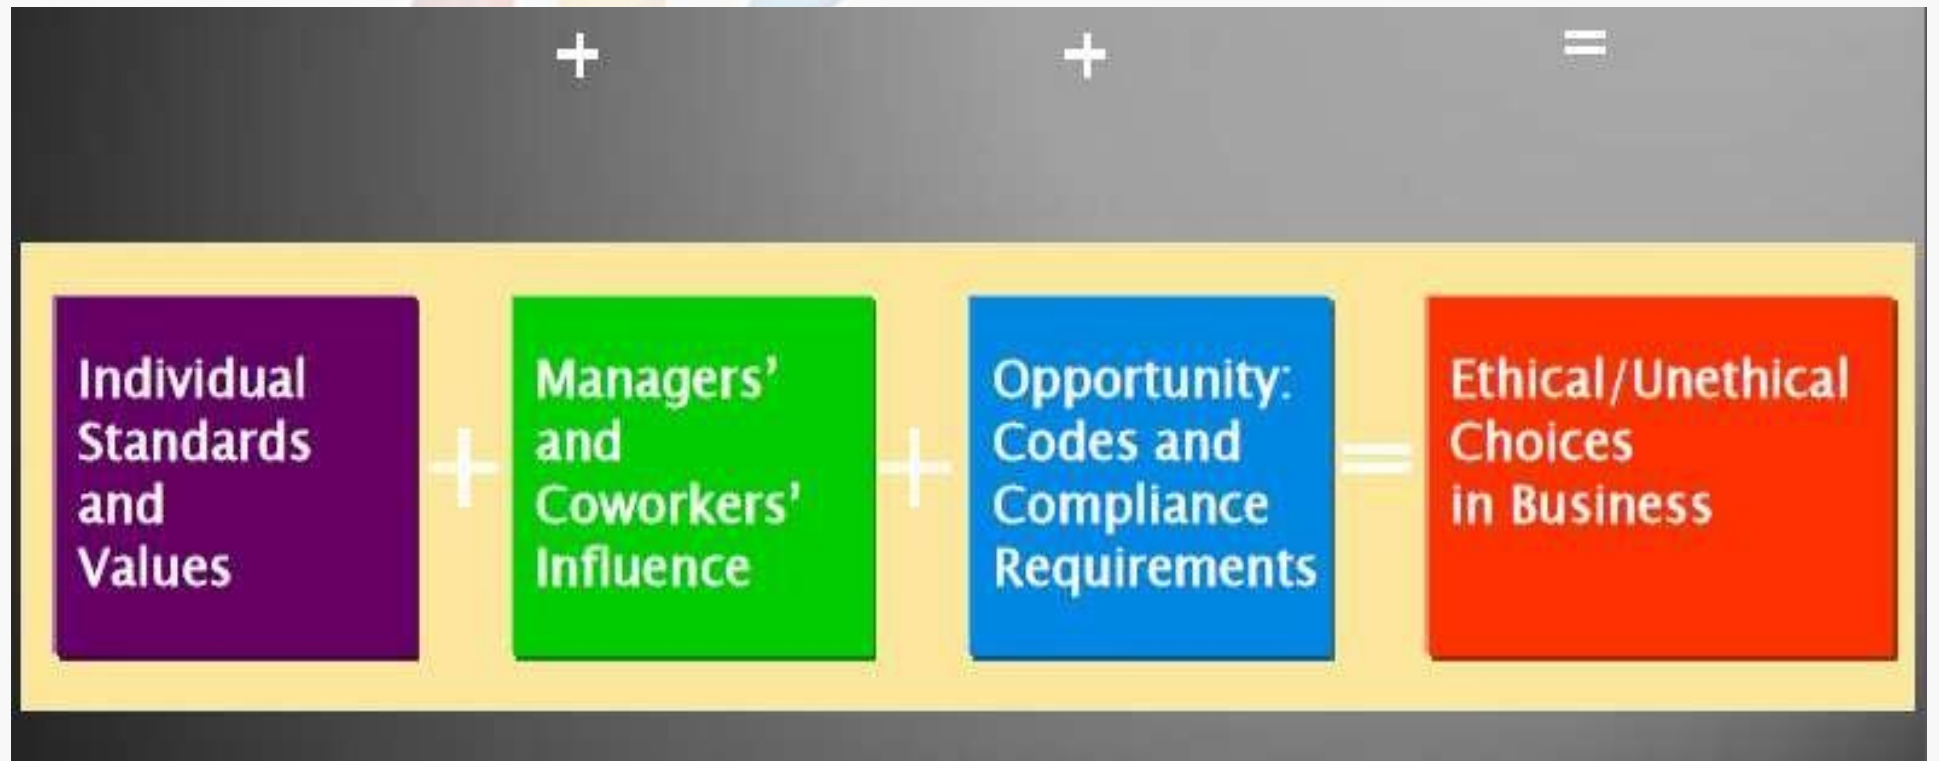 + + =
Individual
Standards
and
Values
+
Managers’
and
Coworkers’
Influence
+
Opportunity:
Codes and
Compliance
Requirements
=
Ethical/Unethical
Choices
in Business